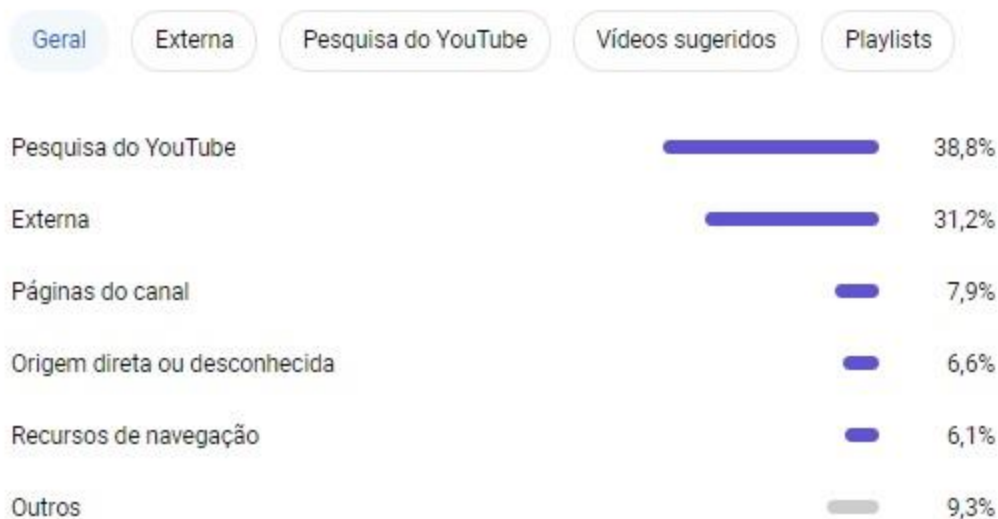 Geral Externa Pesquisa do YouTube Vídeos sugeridos Playlists
Pesquisa do YouTube 38,8%
Externa 31,2%
Páginas do canal 7,9%
Origem direta ou desconhecida 6,6%
Recursos de navegação 6,1%
Outros 9,3%